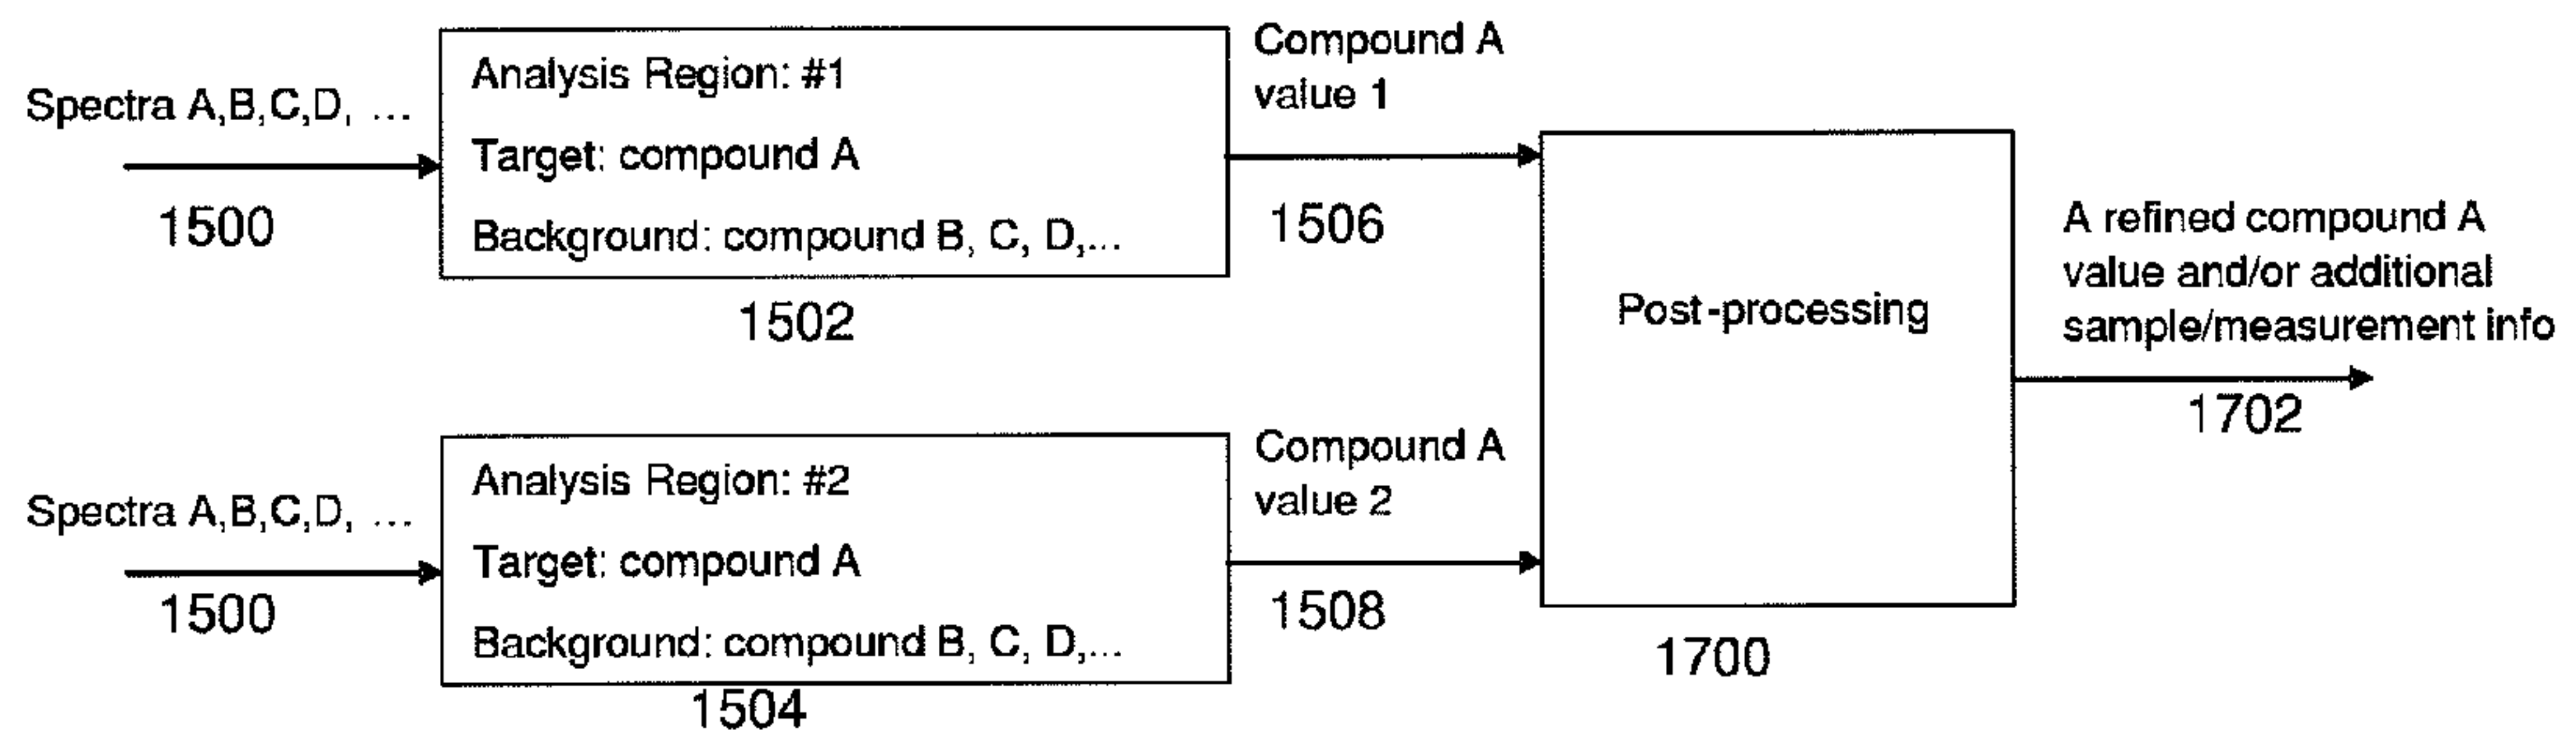 Spectra A,B,C,D, ...
1500
Analysis Region: #1
Target: compound A
Background: compound B, C, D,...
1502
Compound A
value 1
1506
Spectra A,B,C,D, ...
1500
Analysis Region: #2
Target: compound A
Background: compound B, C, D,...
1504
Compound A
value 2
1508
Post-processing
1700
A refined compound A
value and/or additional
sample/measurement info
1702